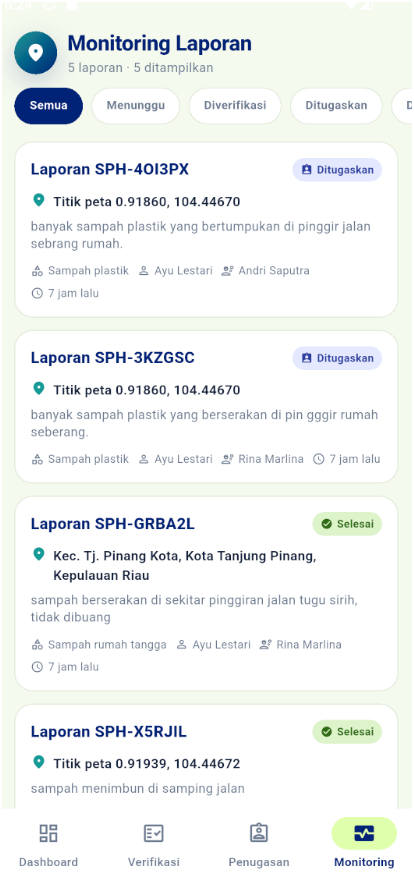 Monitoring Laporan
5 laporan · 5 ditampilkan
Semua
Menunggu
Diverifikasi
Ditugaskan
Laporan SPH-4OI3PX
Ditugaskan
Titik peta 0.91860, 104.44670
banyak sampah plastik yang bertumpukan di pinggir jalan
sebrang rumah.
Sampah plastik Ayu Lestari Andri Saputra
7 jam lalu
Laporan SPH-3KZGSC
Ditugaskan
Titik peta 0.91860, 104.44670
banyak sampah plastik yang berserakan di pin gggir rumah
seberang.
Sampah plastik Ayu Lestari Rina Marlina 7 jam lalu
Laporan SPH-GRBA2L
Selesai
Kec. Tj. Pinang Kota, Kota Tanjung Pinang,
Kepulauan Riau
sampah berserakan di sekitar pinggiran jalan tugu sirih,
tidak dibuang
Sampah rumah tangga Ayu Lestari Rina Marlina
7 jam lalu
Laporan SPH-X5RJIL
Selesai
Titik peta 0.91939, 104.44672
sampah menimbun di samping jalan
Dashboard
Verifikasi
Penugasan
Monitoring